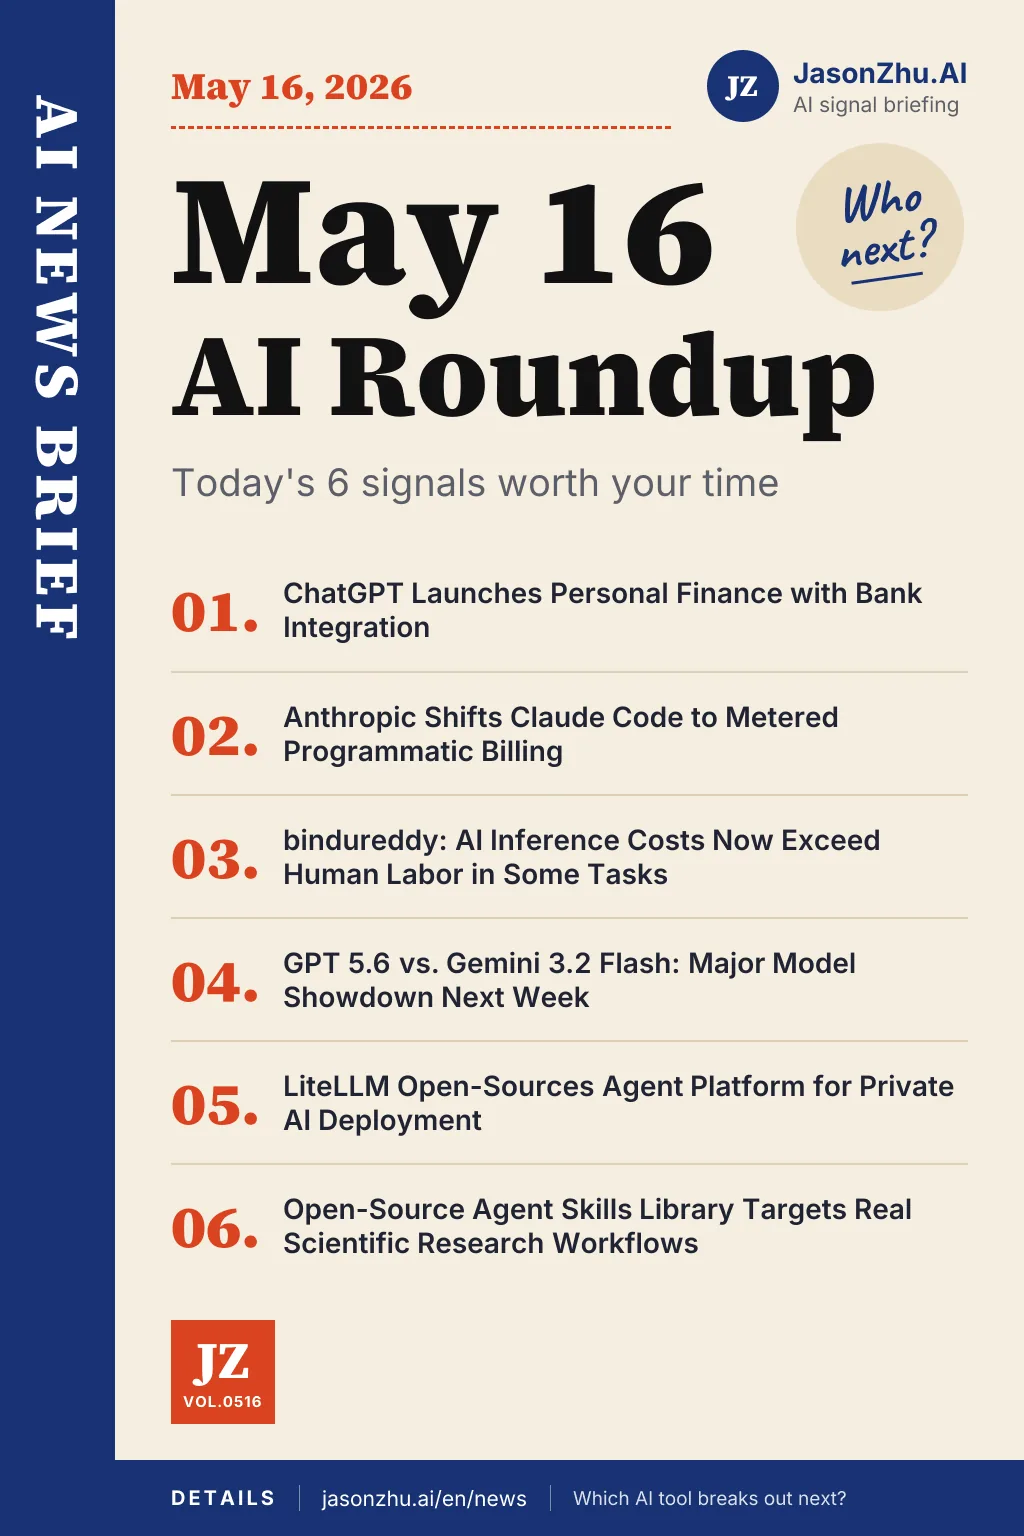 AI NEWS BRIEF
May 16, 2026
JZ
JasonZhu.AI
AI signal briefing
May 16
AI Roundup
Who
next?
Today's 6 signals worth your time
01.
ChatGPT Launches Personal Finance with Bank
Integration
02.
Anthropic Shifts Claude Code to Metered
Programmatic Billing
03.
bindureddy: AI Inference Costs Now Exceed
Human Labor in Some Tasks
04.
GPT 5.6 vs. Gemini 3.2 Flash: Major Model
Showdown Next Week
05.
LiteLLM Open-Sources Agent Platform for Private
AI Deployment
06.
Open-Source Agent Skills Library Targets Real
Scientific Research Workflows
JZ
VOL.0516
DETAILS
jasonzhu.ai/en/news
Which AI tool breaks out next?